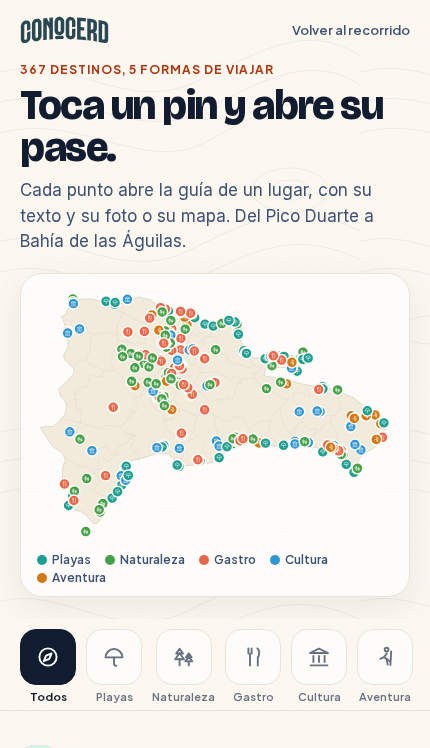 CONOCERD
Volver al recorrido
367 DESTINOS, 5 FORMAS DE VIAJAR
Toca un pin y abre su
pase.
Cada punto abre la guía de un lugar, con su
texto y su foto o su mapa. Del Pico Duarte a
Bahía de las Águilas.
Playas Naturaleza Gastro Cultura
Aventura
Todos Playas Naturaleza Gastro Cultura Aventura